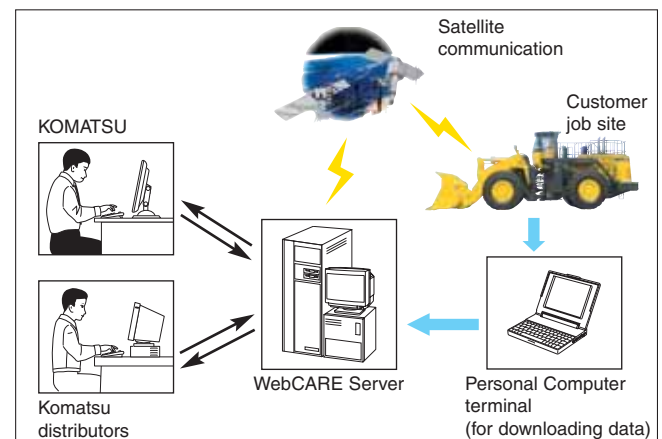 Satellite
communication
KOMATSU
Customer
job site
WebCARE Server
Personal Computer
terminal
(for downloading data)
Komatsu
distributors